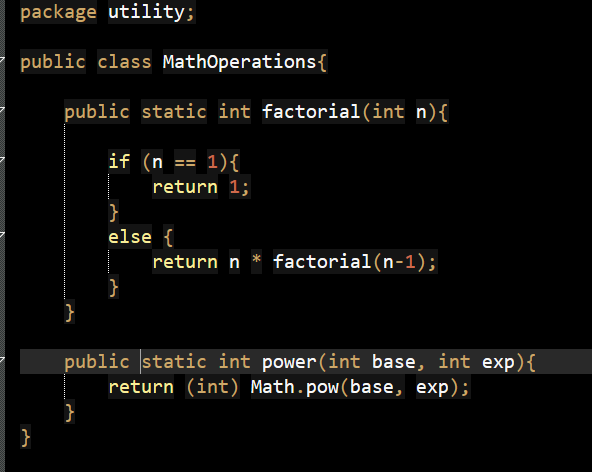 package utility;
public class MathOperations{
public static int factorial(int n){
if (n == 1){
return 1;
}
else {
return n * factorial(n-1);
}
}
public static int power(int base, int exp){
return (int) Math.pow(base, exp);
}
}